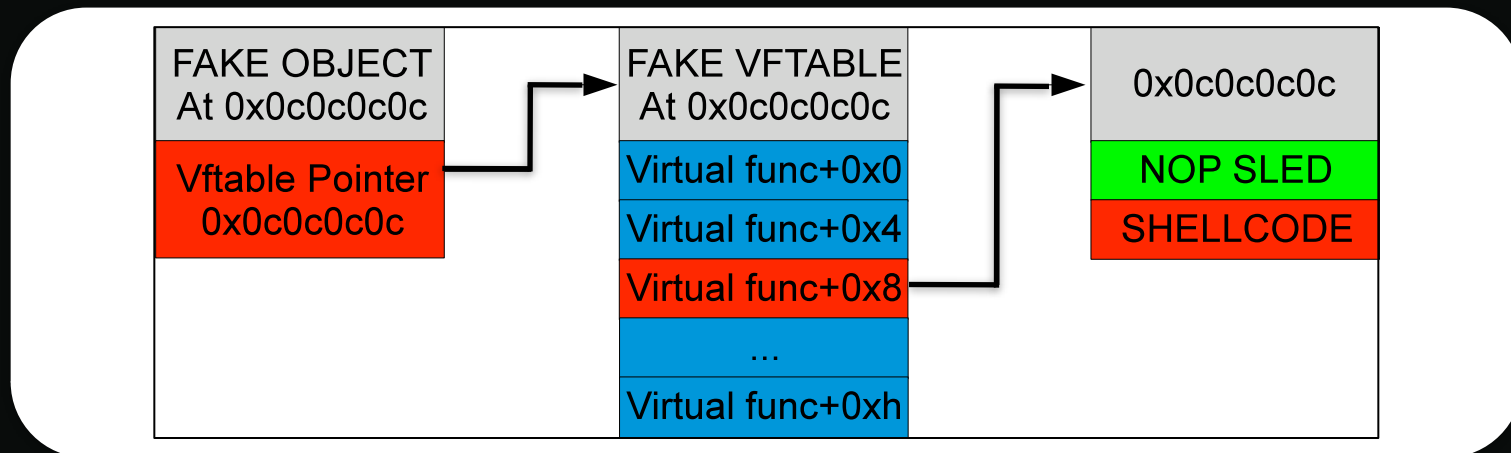 FAKE OBJECT
At 0x0c0c0c0c
Vftable Pointer
0x0c0c0c0c
FAKE VFTABLE
At 0x0c0c0c0c
Virtual func+0x0
Virtual func+0x4
Virtual func+0x8
...
Virtual func+0xh
0x0c0c0c0c
NOP SLED
SHELLCODE